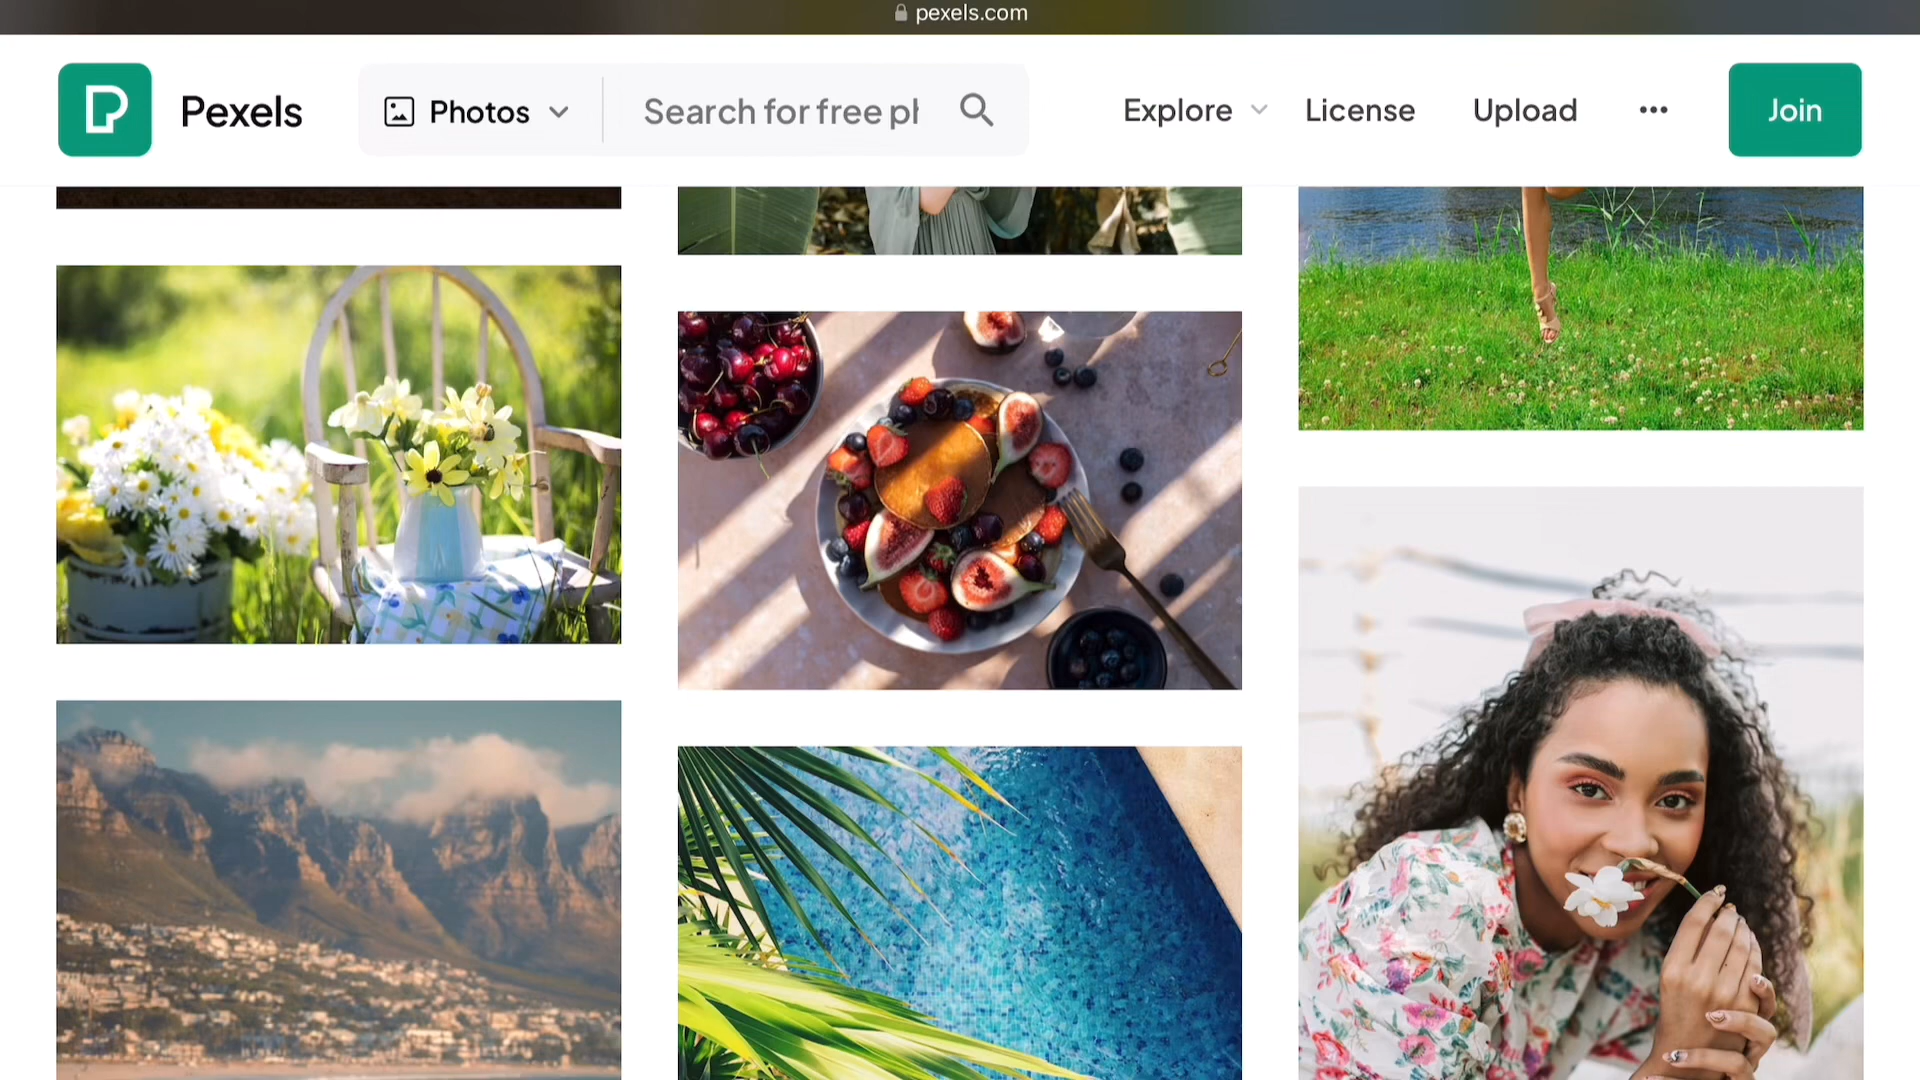 pexels.com
Pexels
Photos
Search for free pl
Explore
License
Upload
Join